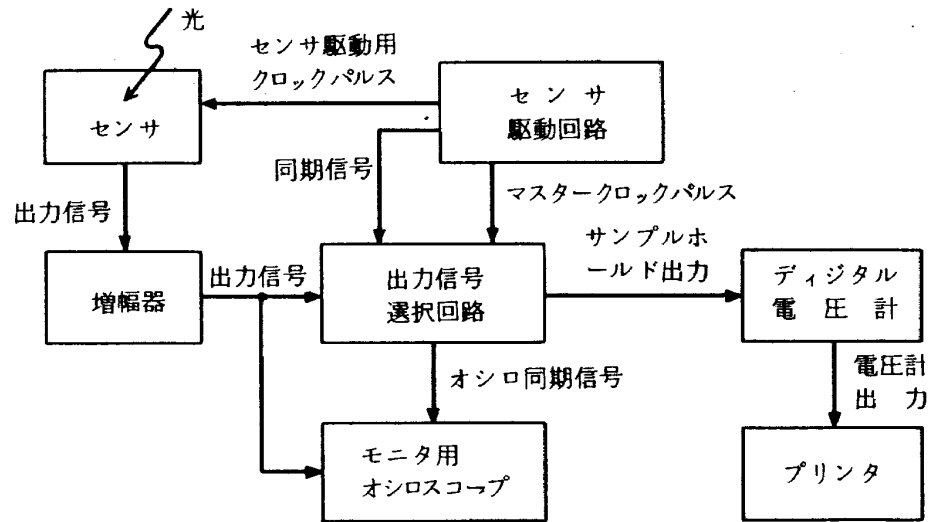 光
センサ駆動用
クロックパルス
センサ
センサ
駆動回路
同期信号
マスタークロックパルス
出力信号
サンプルホ
ールド出力
増幅器
出力信号
出力信号
選択回路
ディジタル
電圧計
オシロ同期信号
電圧計
出力
モニタ用
オシロスコープ
プリンタ